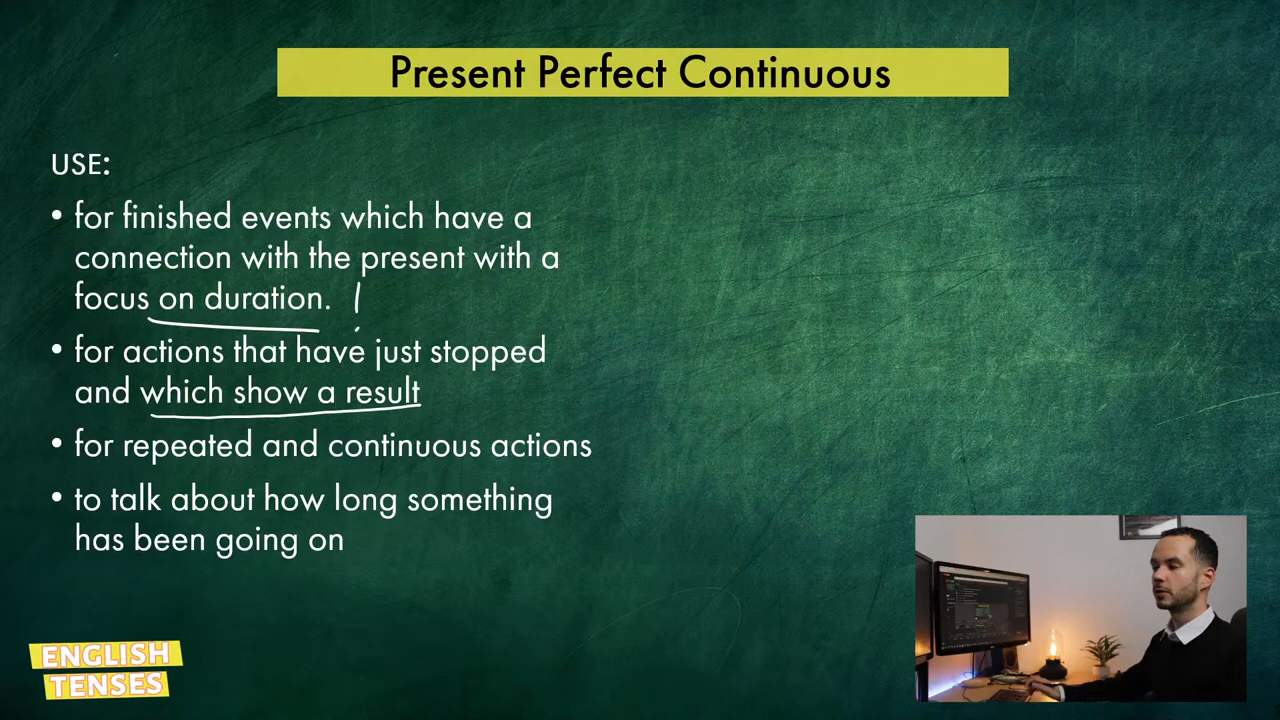 Present Perfect Continuous
USE:
• for finished events which have a
connection with the present with a
focus on duration. !
• for actions that have just stopped
and which show a result
• for repeated and continuous actions
• to talk about how long something
has been going on
ENGLISH
TENSES